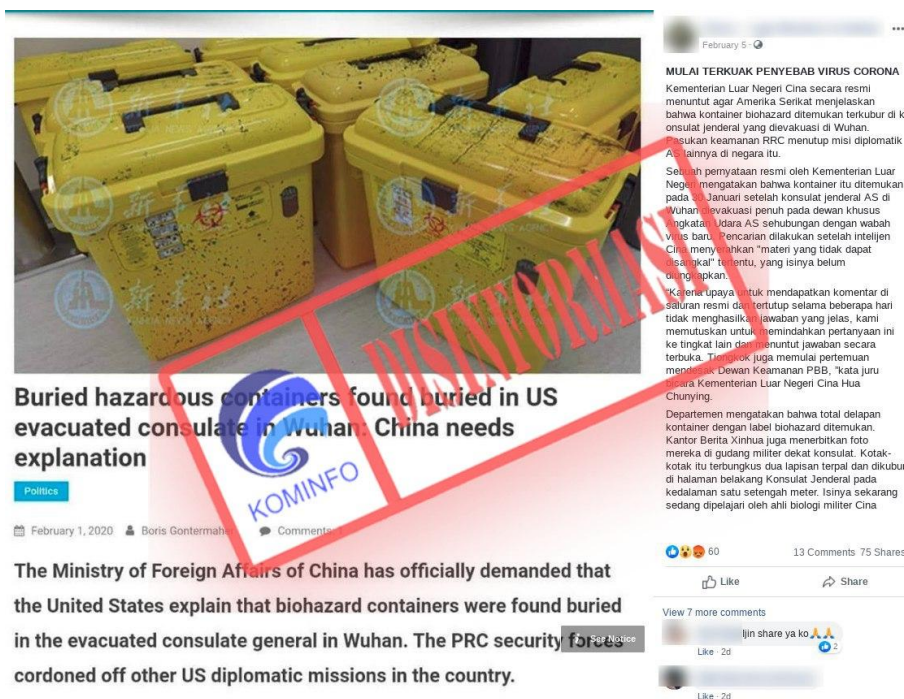 新华社
XINHUA NEWS AGENCY
Buried hazardous containers found buried in US
evacuated consulate in Wuhan: China needs
explanation
Politics
February 1, 2020
Boris Gontermaher
Comments: 1
The Ministry of Foreign Affairs of China has officially demanded that
the United States explain that biohazard containers were found buried
in the evacuated consulate general in Wuhan. The PRC security forces
cordoned off other US diplomatic missions in the country.
See Notice
KOMINFO
DISINFORMASI
February 5
MULAI TERKUAK PENYEBAB VIRUS CORONA
Kementerian Luar Negeri Cina secara resmi
menuntut agar Amerika Serikat menjelaskan
bahwa kontainer biohazard ditemukan terkubur di k
onsulat jenderal yang dievakuasi di Wuhan.
Pasukan keamanan RRC menutup misi diplomatik
AS lainnya di negara itu.
Sebuah pernyataan resmi oleh Kementerian Luar
Negeri mengatakan bahwa kontainer itu ditemukan
pada 30 Januari setelah konsulat jenderal AS di
Wuhan dievakuasi penuh pada dewan khusus
Angkatan Udara AS sehubungan dengan wabah
virus baru. Pencarian dilakukan setelah intelijen
Cina menyerahkan "materi yang tidak dapat
disangkal" tertentu, yang isinya belum
diungkapkan.
"Karena upaya untuk mendapatkan komentar di
saluran resmi dan tertutup selama beberapa hari
tidak menghasilkan jawaban yang jelas, kami
memutuskan untuk memindahkan pertanyaan ini
ke tingkat lain dan menuntut jawaban secara
terbuka. Tiongkok juga memulai pertemuan
mendesak Dewan Keamanan PBB, "kata juru
bicara Kementerian Luar Negeri Cina Hua
Chunying.
Departemen mengatakan bahwa total delapan
kontainer dengan label biohazard ditemukan.
Kantor Berita Xinhua juga menerbitkan foto
mereka di gudang militer dekat konsulat. Kotak-
kotak itu terbungkus dua lapisan terpal dan dikubur
di halaman belakang Konsulat Jenderal pada
kedalaman satu setengah meter. Isinya sekarang
sedang dipelajari oleh ahli biologi militer Cina
60
13 Comments 75 Shares
Like
Share
View 7 more comments
Ijin share ya ko
2
Like · 2d
Like · 2d